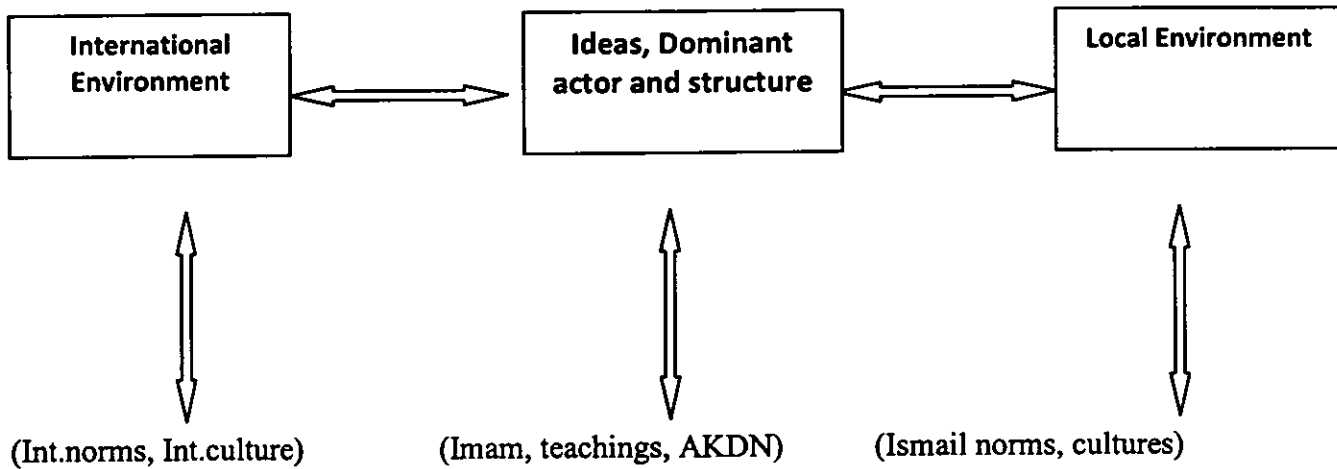 International
Environment
Ideas, Dominant
actor and structure
Local Environment
(Int.norms, Int.culture)
(Imam, teachings, AKDN)
(Ismail norms, cultures)